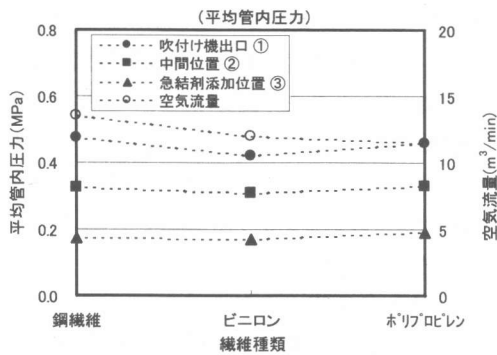 (平均管内圧力)
0.8
0.6
0.4
0.2
0.0
平均管内圧力(MPa)
吹付け機出口 ①
中間位置 ②
急結剤添加位置 ③
空気流量
20
15
10
5
0
空気流量(m³/min)
鋼繊維
ビニロン
ポリプロピレン
繊維種類